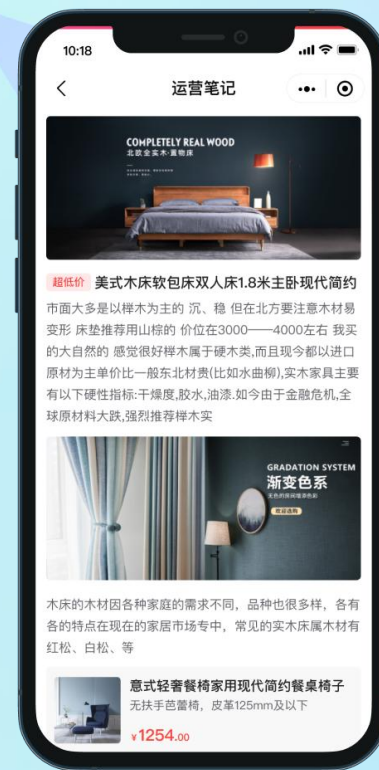 10:18
运营笔记
COMPLETELY REAL WOOD
北欧全实木·置物床
超低价 美式木床软包床双人床1.8米主卧现代简约
市面大多是以榉木为主的 沉、稳 但在北方要注意木材易
变形 床垫推荐用山棕的 价位在3000——4000左右 我买
的大自然的 感觉很好榉木属于硬木类,而且现今都以进口
原材为主单价比一般东北材贵(比如水曲柳),实木家具主要
有以下硬性指标:干燥度,胶水,油漆.如今由于金融危机,全
球原材料大跌,强烈推荐榉木实
GRADATION SYSTEM
渐变色系
无色的房间墙漆色彩
欢迎选购
木床的木材因各种家庭的需求不同，品种也很多样，各有
各的特点在现在的家居市场专中，常见的实木床属木材有
红松、白松、等
意式轻奢餐椅家用现代简约餐桌椅子
无扶手芭蕾椅，皮革125mm及以下
¥1254.00